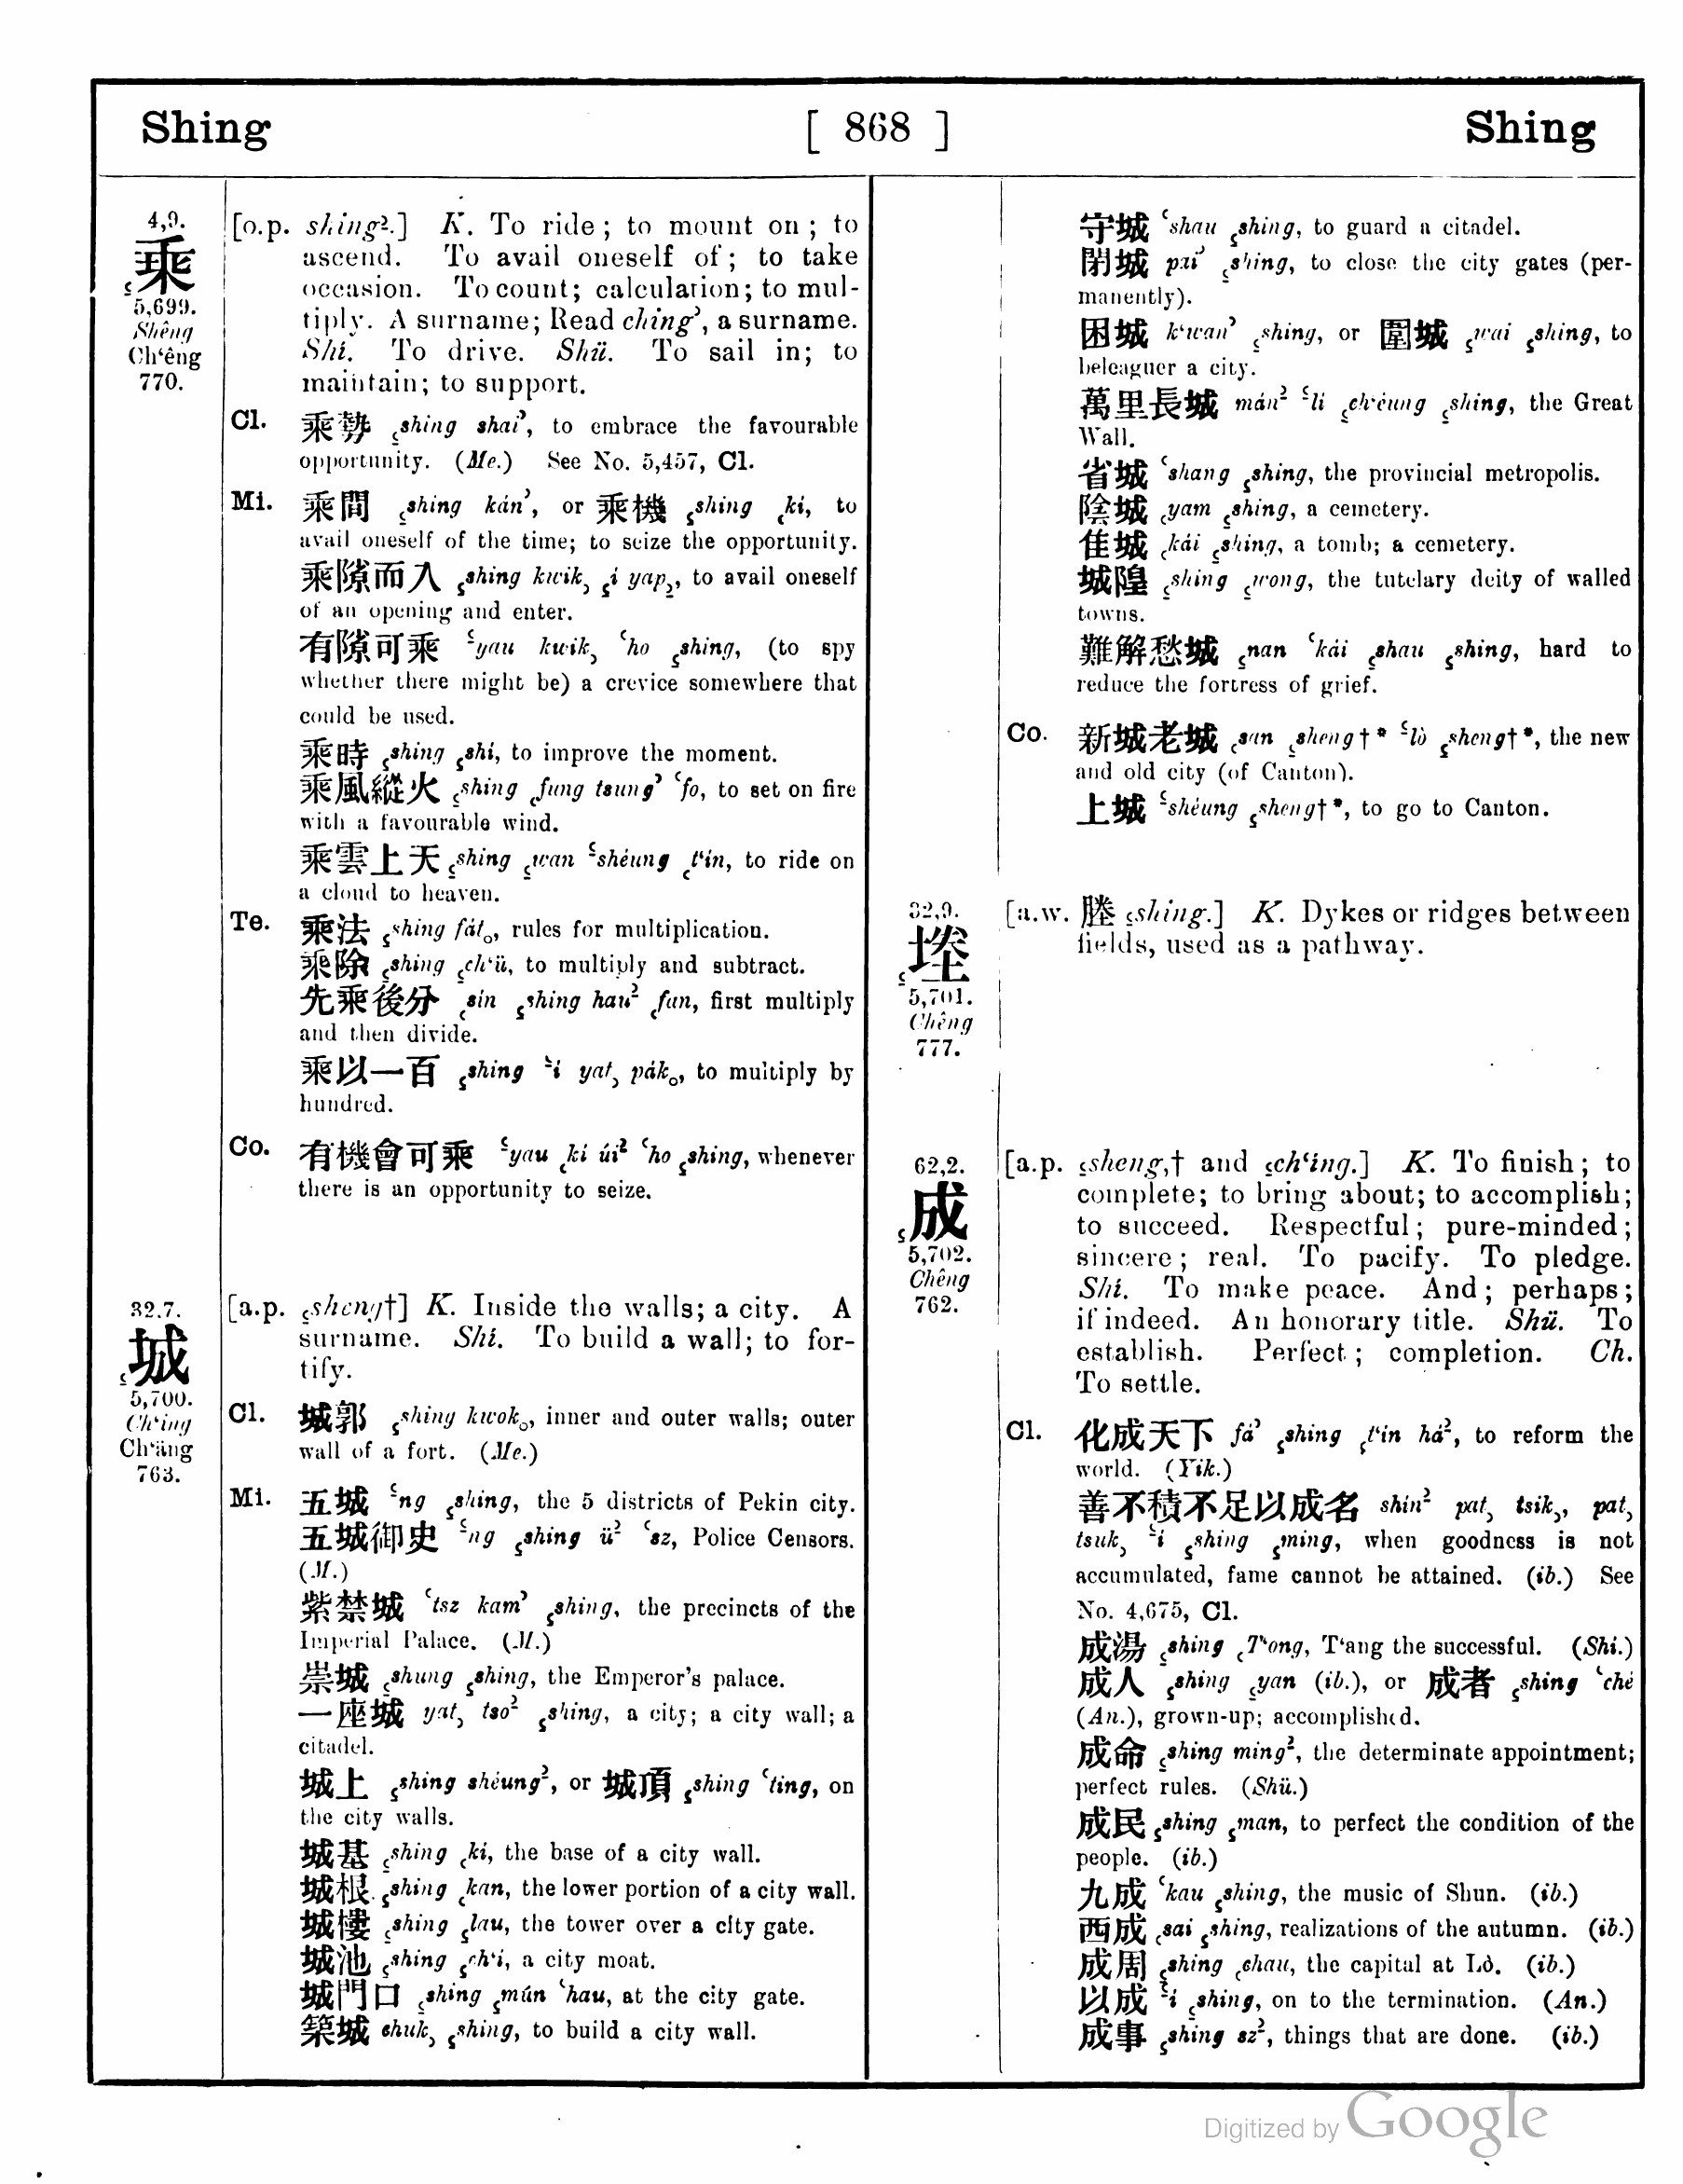 Shing
[ 868 ]
Shing
4,9.
乘
5,699.
Shêng
Ch‘êng
770.
[o.p. shing².] K. To ride; to mount on; to
ascend. To avail oneself of; to take
occasion. To count; calculation; to mul-
tiply. A surname; Read ching⁾, a surname.
Shí. To drive. Shü. To sail in; to
maintain; to support.
Cl. 乘勢 ꜁shing shai⁾, to embrace the favourable
opportunity. (Me.) See No. 5,457, Cl.
Mi. 乘間 ꜁shing kán⁾, or 乘機 ꜁shing ꜀kí, to
avail oneself of the time; to seize the opportunity.
乘隙而入 ꜁shing kwik꜆ ꜁í yap꜇, to avail oneself
of an opening and enter.
有隙可乘 ꜃yau kwik꜆ ꜂ho ꜁shing, (to spy
whether there might be) a crevice somewhere that
could be used.
乘時 ꜁shing ꜁shí, to improve the moment.
乘風縱火 ꜁shing ꜀fung tsung⁾ ꜂fo, to set on fire
with a favourable wind.
乘雲上天 ꜁shing ꜁wan ꜃shéung ꜀t‘ín, to ride on
a cloud to heaven.
Te. 乘法 ꜁shing fát。, rules for multiplication.
乘除 ꜁shing ꜁ch‘ü, to multiply and subtract.
先乘後分 ꜀sín ꜁shing hau² ꜀fan, first multiply
and then divide.
乘以一百 ꜁shing ꜃í yat꜆ pák。, to multiply by
hundred.
Co. 有機會可乘 ꜃yau ꜀kí úi² ꜂ho ꜁shing, whenever
there is an opportunity to seize.
32.7.
城
5,700.
Ch‘ing
Ch‘äng
763.
[a.p. ꜁sheng†] K. Inside the walls; a city. A
surname. Shí. To build a wall; to for-
tify.
Cl. 城郭 ꜁shing kwok。, inner and outer walls; outer
wall of a fort. (Me.)
Mi. 五城 ꜃ng ꜁shing, the 5 districts of Pekin city.
五城御史 ꜃ng ꜁shing ü² ꜂sz, Police Censors.
(M.)
紫禁城 ꜂tsz kam⁾ ꜁shing, the precincts of the
Imperial Palace. (M.)
崇城 ꜁shung ꜁shing, the Emperor's palace.
一座城 yat꜆ tso² ꜁shing, a city; a city wall; a
citadel.
城上 ꜁shing shéung², or 城頂 ꜁shing ꜂ting, on
the city walls.
城基 ꜁shing ꜀kí, the base of a city wall.
城根 ꜁shing ꜀kan, the lower portion of a city wall.
城樓 ꜁shing ꜁lau, the tower over a city gate.
城池 ꜁shing ꜁ch‘í, a city moat.
城門口 ꜁shing ꜁mún ꜂hau, at the city gate.
築城 chuk꜆ ꜁shing, to build a city wall.
守城 ꜂shau ꜁shing, to guard a citadel.
閉城 pai⁾ ꜁shing, to close the city gates (per-
manently).
困城 k‘wan⁾ ꜁shing, or 圍城 ꜁wai ꜁shing, to
beleaguer a city.
萬里長城 mán² ꜃lí ꜁ch‘éung ꜁shing, the Great
Wall.
省城 ꜂shang ꜁shing, the provincial metropolis.
陰城 ꜀yam ꜁shing, a cemetery.
佳城 ꜀kái ꜁shing, a tomb; a cemetery.
城隍 ꜁shing ꜁wong, the tutelary deity of walled
towns.
難解愁城 ꜁nan ꜂kái ꜁shau ꜁shing, hard to
reduce the fortress of grief.
Co. 新城老城 ꜀san ꜁sheng†* ꜃lò ꜁sheng†*, the new
and old city (of Canton).
上城 ꜃shéung ꜁sheng†*, to go to Canton.
32,9.
塍
5,701.
Chêng
777.
[a.w. 塍 ꜁shing.] K. Dykes or ridges between
fields, used as a pathway.
62,2.
成
5,702.
Chêng
762.
[a.p. ꜁sheng,† and ꜁ch‘ing.] K. To finish; to
complete; to bring about; to accomplish;
to succeed. Respectful; pure-minded;
sincere; real. To pacify. To pledge.
Shí. To make peace. And; perhaps;
if indeed. An honorary title. Shü. To
establish. Perfect; completion. Ch.
To settle.
Cl. 化成天下 fá⁾ ꜁shing ꜀t‘in há², to reform the
world. (Yik.)
善不積不足以成名 shín² pat꜆ tsik꜆, pat꜆
tsuk꜆ ꜃í ꜁shing ꜁ming, when goodness is not
accumulated, fame cannot be attained. (ib.) See
No. 4,675, Cl.
成湯 ꜁shing ꜀T‘ong, T‘ang the successful. (Shi.)
成人 ꜁shing ꜁yan (ib.), or 成者 ꜁shing ꜂ché
(An.), grown-up; accomplished.
成命 ꜁shing ming², the determinate appointment;
perfect rules. (Shü.)
成民 ꜁shing ꜁man, to perfect the condition of the
people. (ib.)
九成 ꜂kau ꜁shing, the music of Shun. (ib.)
西成 ꜀sai ꜁shing, realizations of the autumn. (ib.)
成周 ꜁shing ꜀chau, the capital at Lò. (ib.)
以成 ꜃í ꜁shing, on to the termination. (An.)
成事 ꜁shing sz², things that are done. (ib.)
Digitized by Google